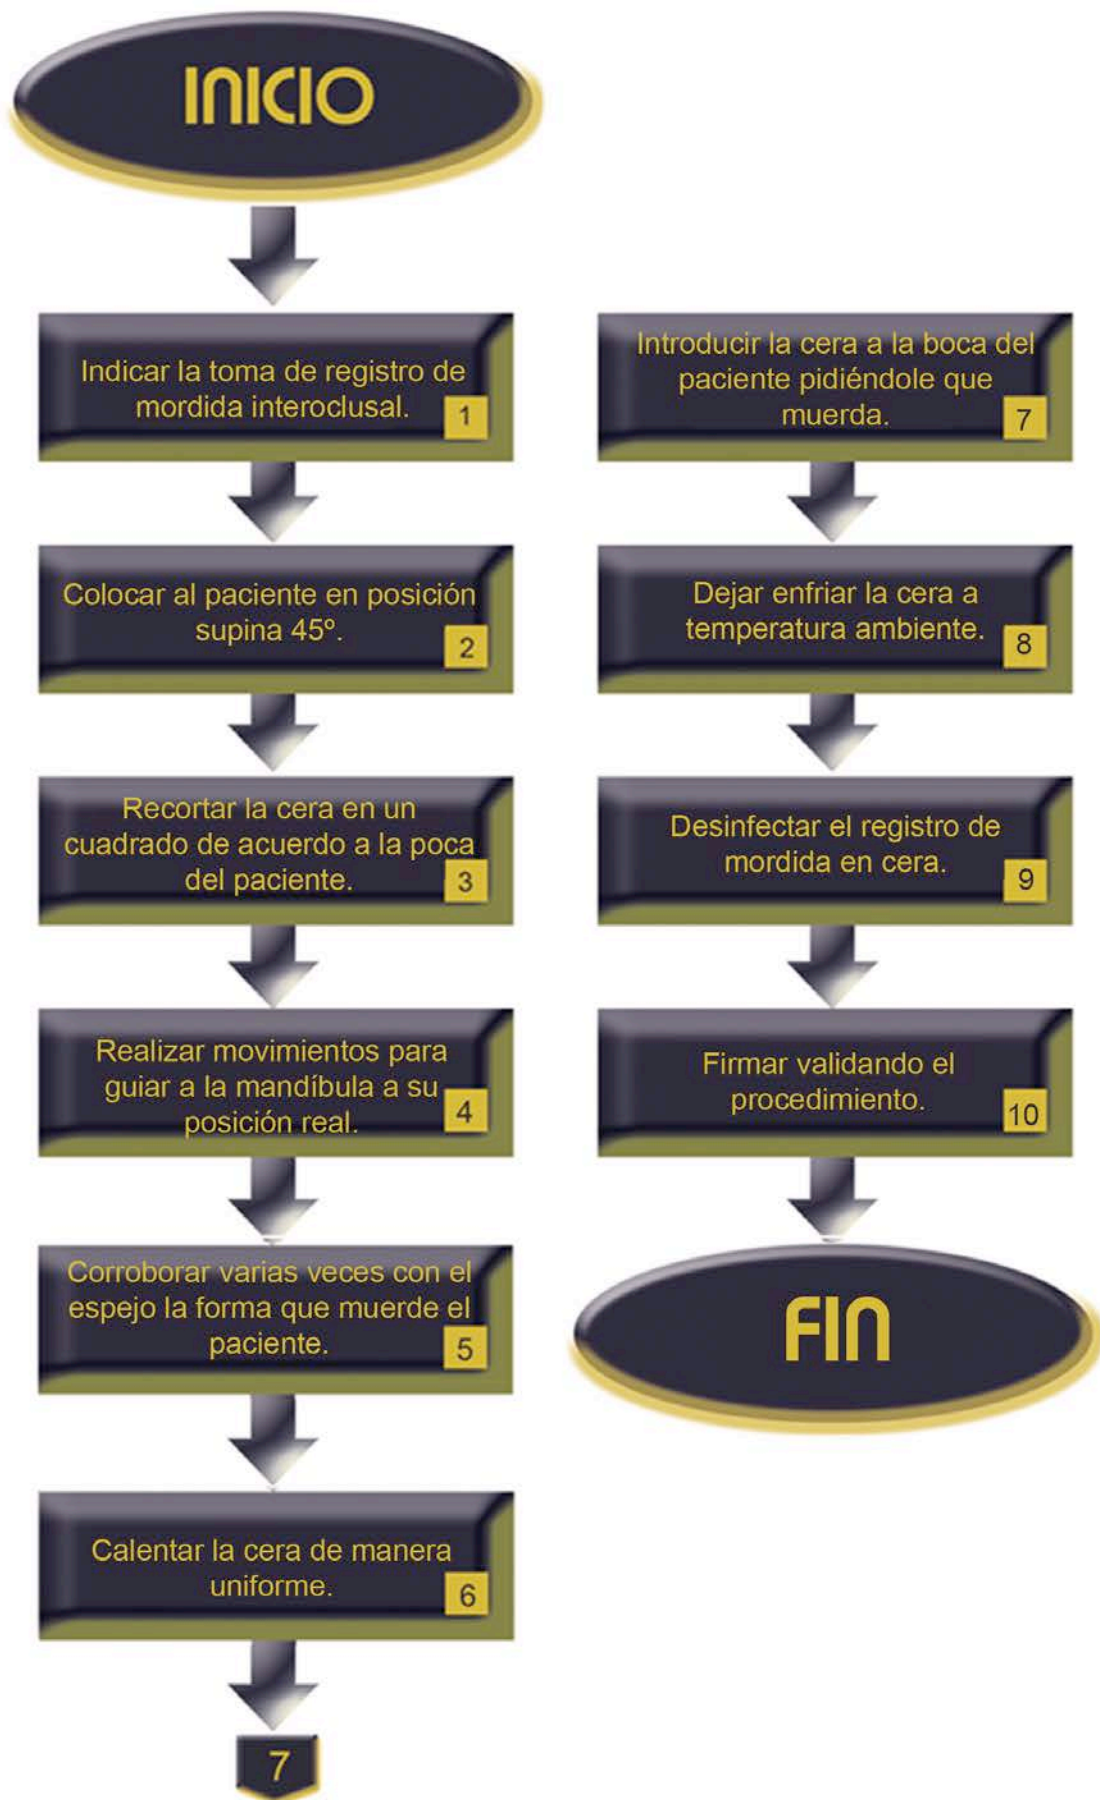 INICIO
Indicar la toma de registro de
mordida interoclusal.
1
Colocar al paciente en posición
supina 45º.
2
Recortar la cera en un
cuadrado de acuerdo a la poca
del paciente.
3
Realizar movimientos para
guiar a la mandíbula a su
posición real.
4
Corroborar varias veces con el
espejo la forma que muerde el
paciente.
5
Calentar la cera de manera
uniforme.
6
7
Introducir la cera a la boca del
paciente pidiéndole que
muerda.
7
Dejar enfriar la cera a
temperatura ambiente.
8
Desinfectar el registro de
mordida en cera.
9
Firmar validando el
procedimiento.
10
FIN